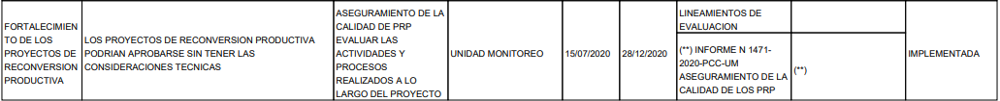 FORTALECIMIEN
TO DE LOS
PROYECTOS DE
RECONVERSION
PRODUCTIVA
LOS PROYECTOS DE RECONVERSION PRODUCTIVA
PODRIAN APROBARSE SIN TENER LAS
CONSIDERACIONES TECNICAS
ASEGURAMIENTO DE LA
CALIDAD DE PRP
EVALUAR LAS
ACTIVIDADES Y
PROCESOS
REALIZADOS A LO
LARGO DEL PROYECTO
UNIDAD MONITOREO
15/07/2020
28/12/2020
LINEAMIENTOS DE
EVALUACION
(**) INFORME N 1471-
2020-PCC-UM
ASEGURAMIENTO DE LA
CALIDAD DE LOS PRP
(**)
IMPLEMENTADA